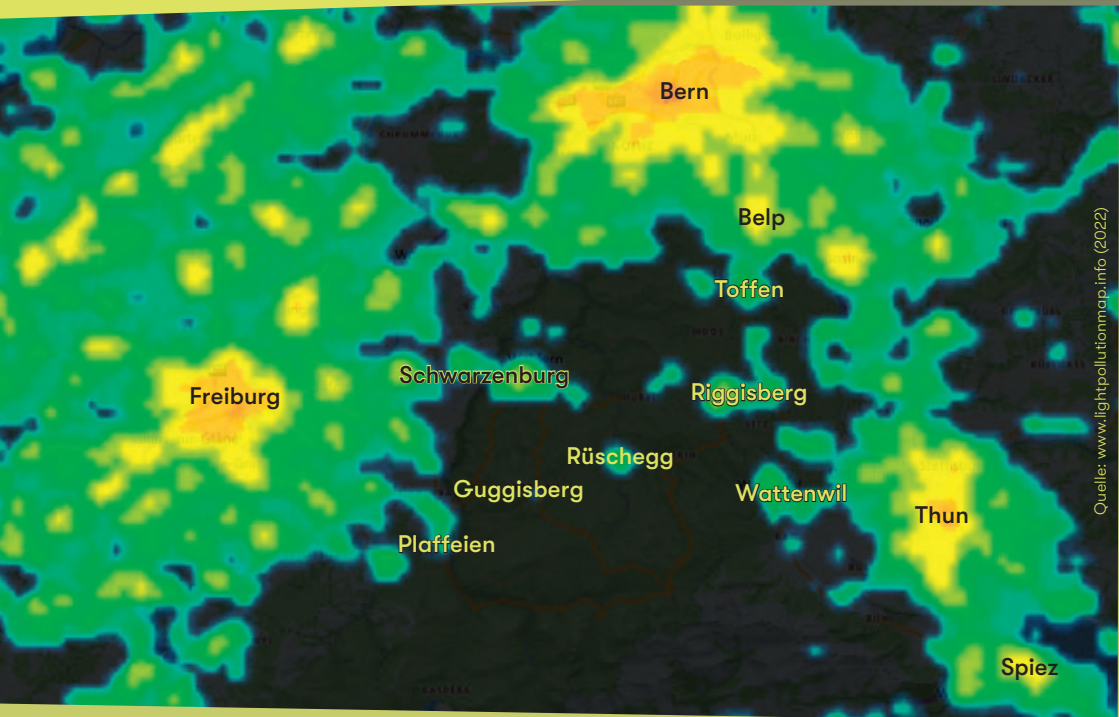 Bern
Belp
Toffen
Schwarzenburg
Riggisberg
Freiburg
Rüschegg
Guggisberg
Wattenwil
Thun
Plaffeien
Spiez
Quelle: www.lightpollutionmap.info (2022)